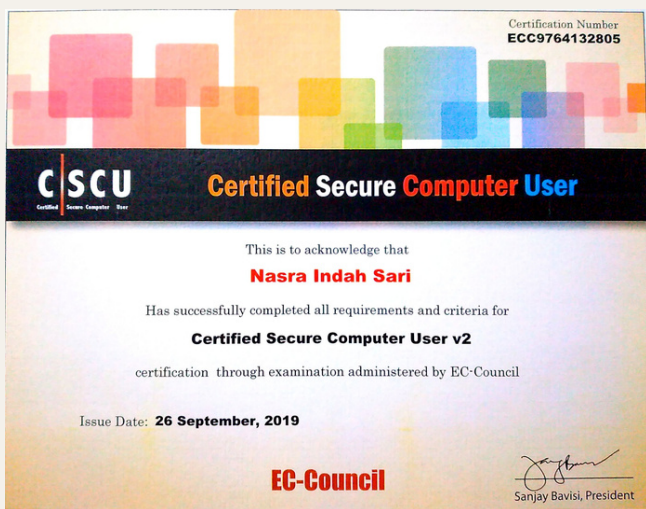 Certification Number
ECC9764132805
CSCU
Certified Secure Computer User
Certified Secure Computer User
This is to acknowledge that
Nasra Indah Sari
Has successfully completed all requirements and criteria for
Certified Secure Computer User v2
certification through examination administered by EC-Council
Issue Date: 26 September, 2019
EC-Council
Sanjay Bavisi, President